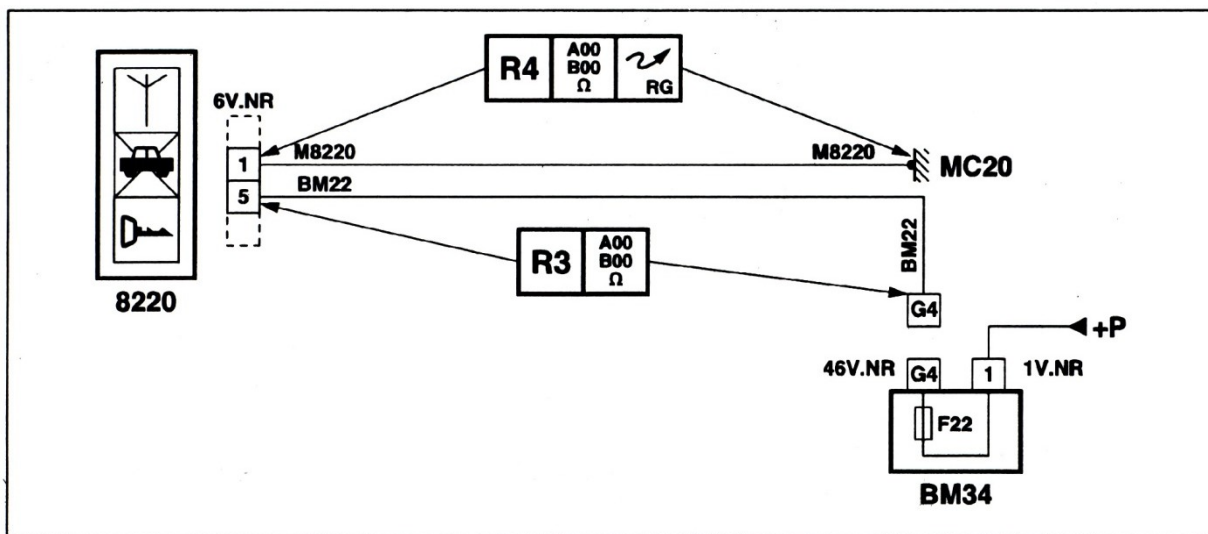 R4
A00
B00
Ω
RG
6V.NR
1
M8220
M8220
MC20
5
BM22
BM22
R3
A00
B00
Ω
8220
G4
+P
46V.NR
G4
1
1V.NR
F22
BM34